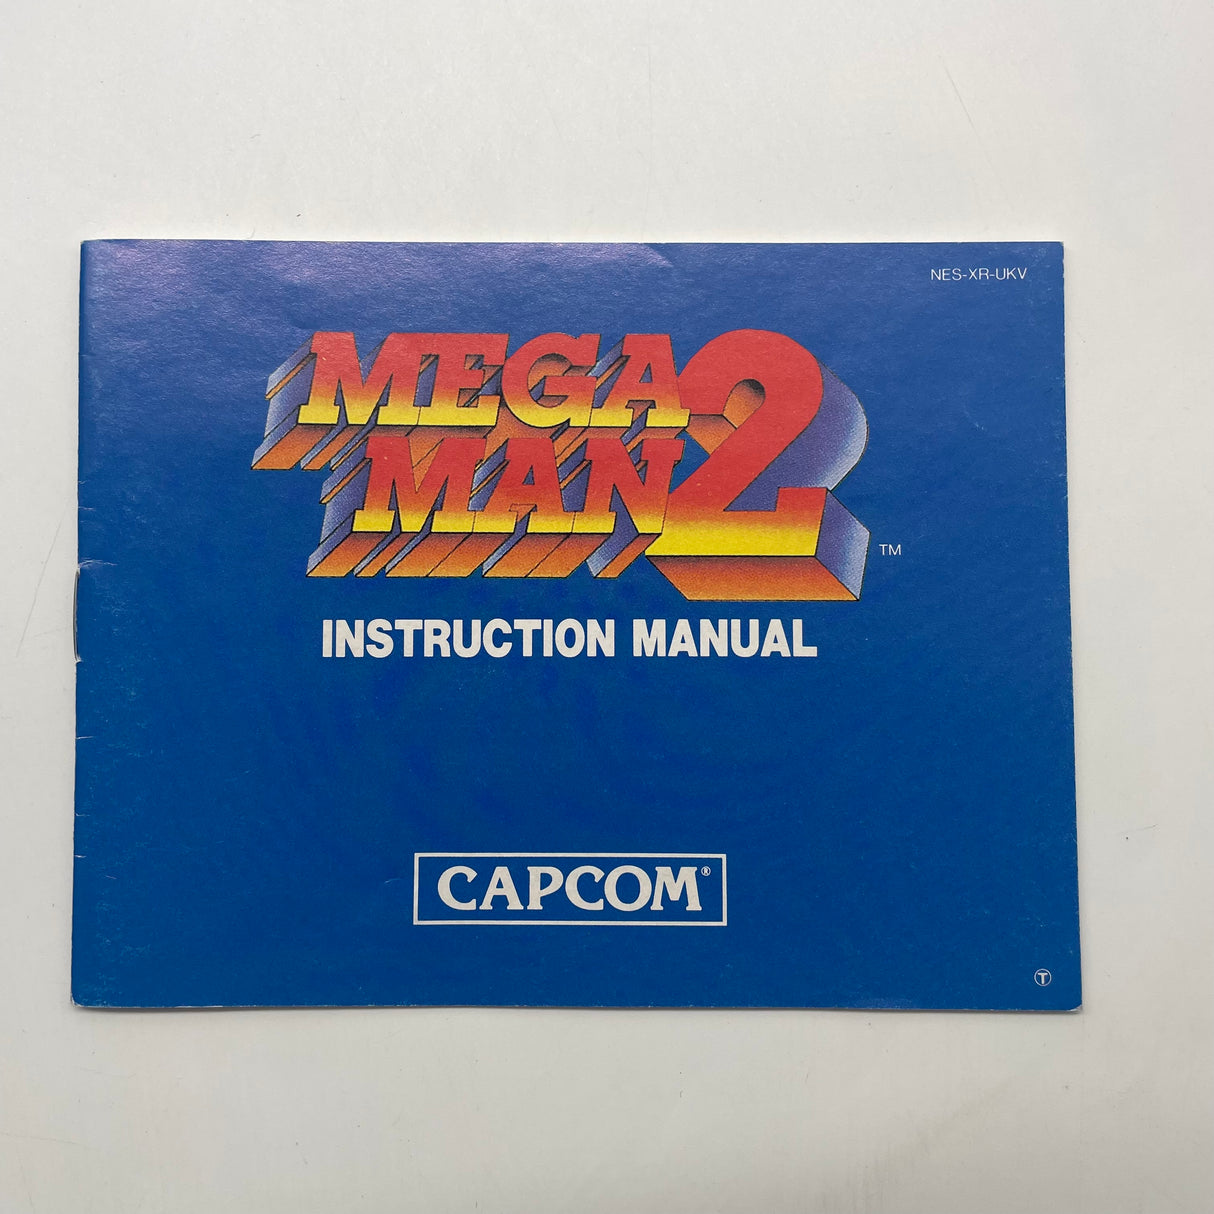 NES-XR-UKV
MEGA
MAN 2 TM
INSTRUCTION MANUAL
CAPCOM®
T